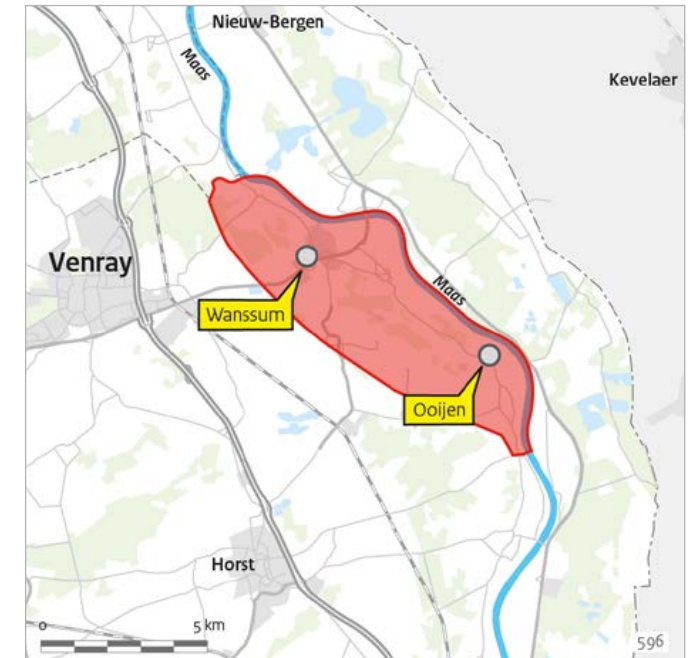 Nieuw-Bergen
Maas
Kevelaer
Venray
Wanssum
Maas
Ooijen
Horst
0 5 km
596